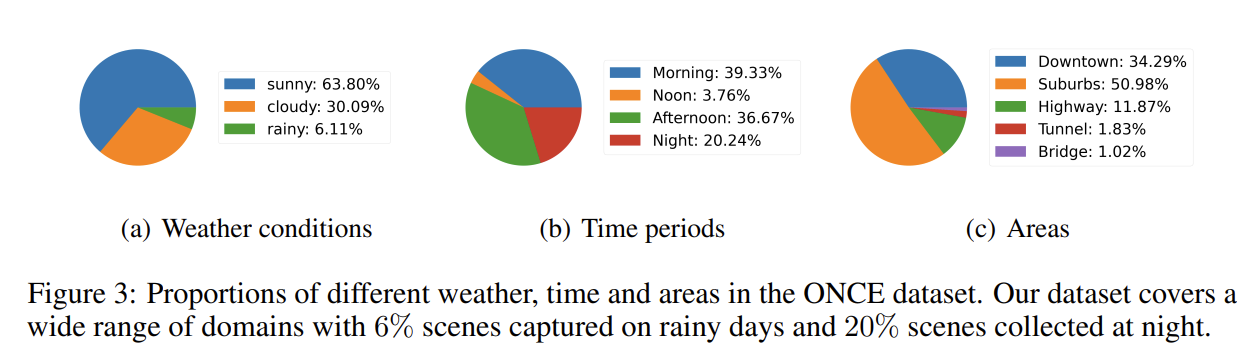 sunny: 63.80%
cloudy: 30.09%
rainy: 6.11%
Morning: 39.33%
Noon: 3.76%
Afternoon: 36.67%
Night: 20.24%
Downtown: 34.29%
Suburbs: 50.98%
Highway: 11.87%
Tunnel: 1.83%
Bridge: 1.02%
(a) Weather conditions
(b) Time periods
(c) Areas
Figure 3: Proportions of different weather, time and areas in the ONCE dataset. Our dataset covers a
wide range of domains with 6% scenes captured on rainy days and 20% scenes collected at night.